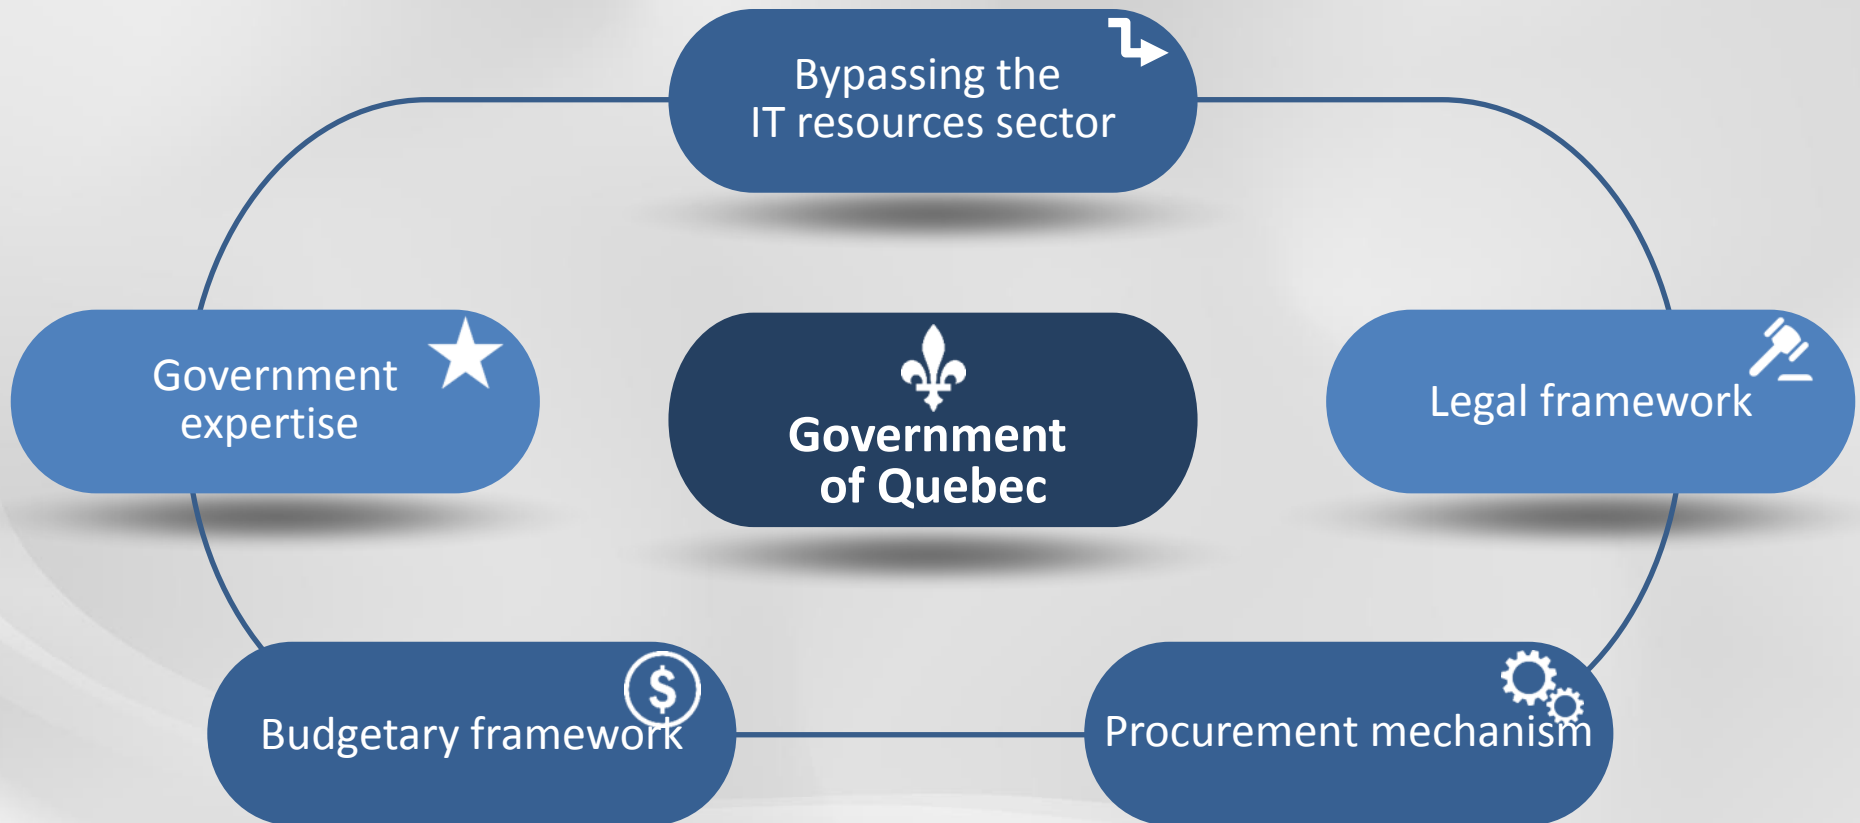 Bypassing the
IT resources sector
Government
expertise
Government
of Quebec
Legal framework
Budgetary framework
Procurement mechanism
$